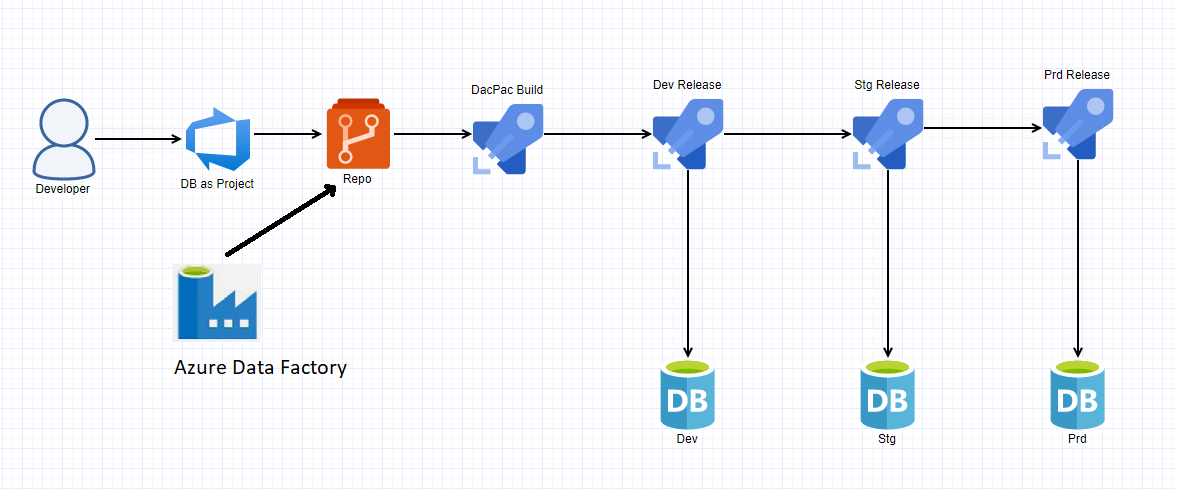 Developer
DB as Project
Repo
DacPac Build
Dev Release
Stg Release
Prd Release
Azure Data Factory
DB
Dev
DB
Stg
DB
Prd